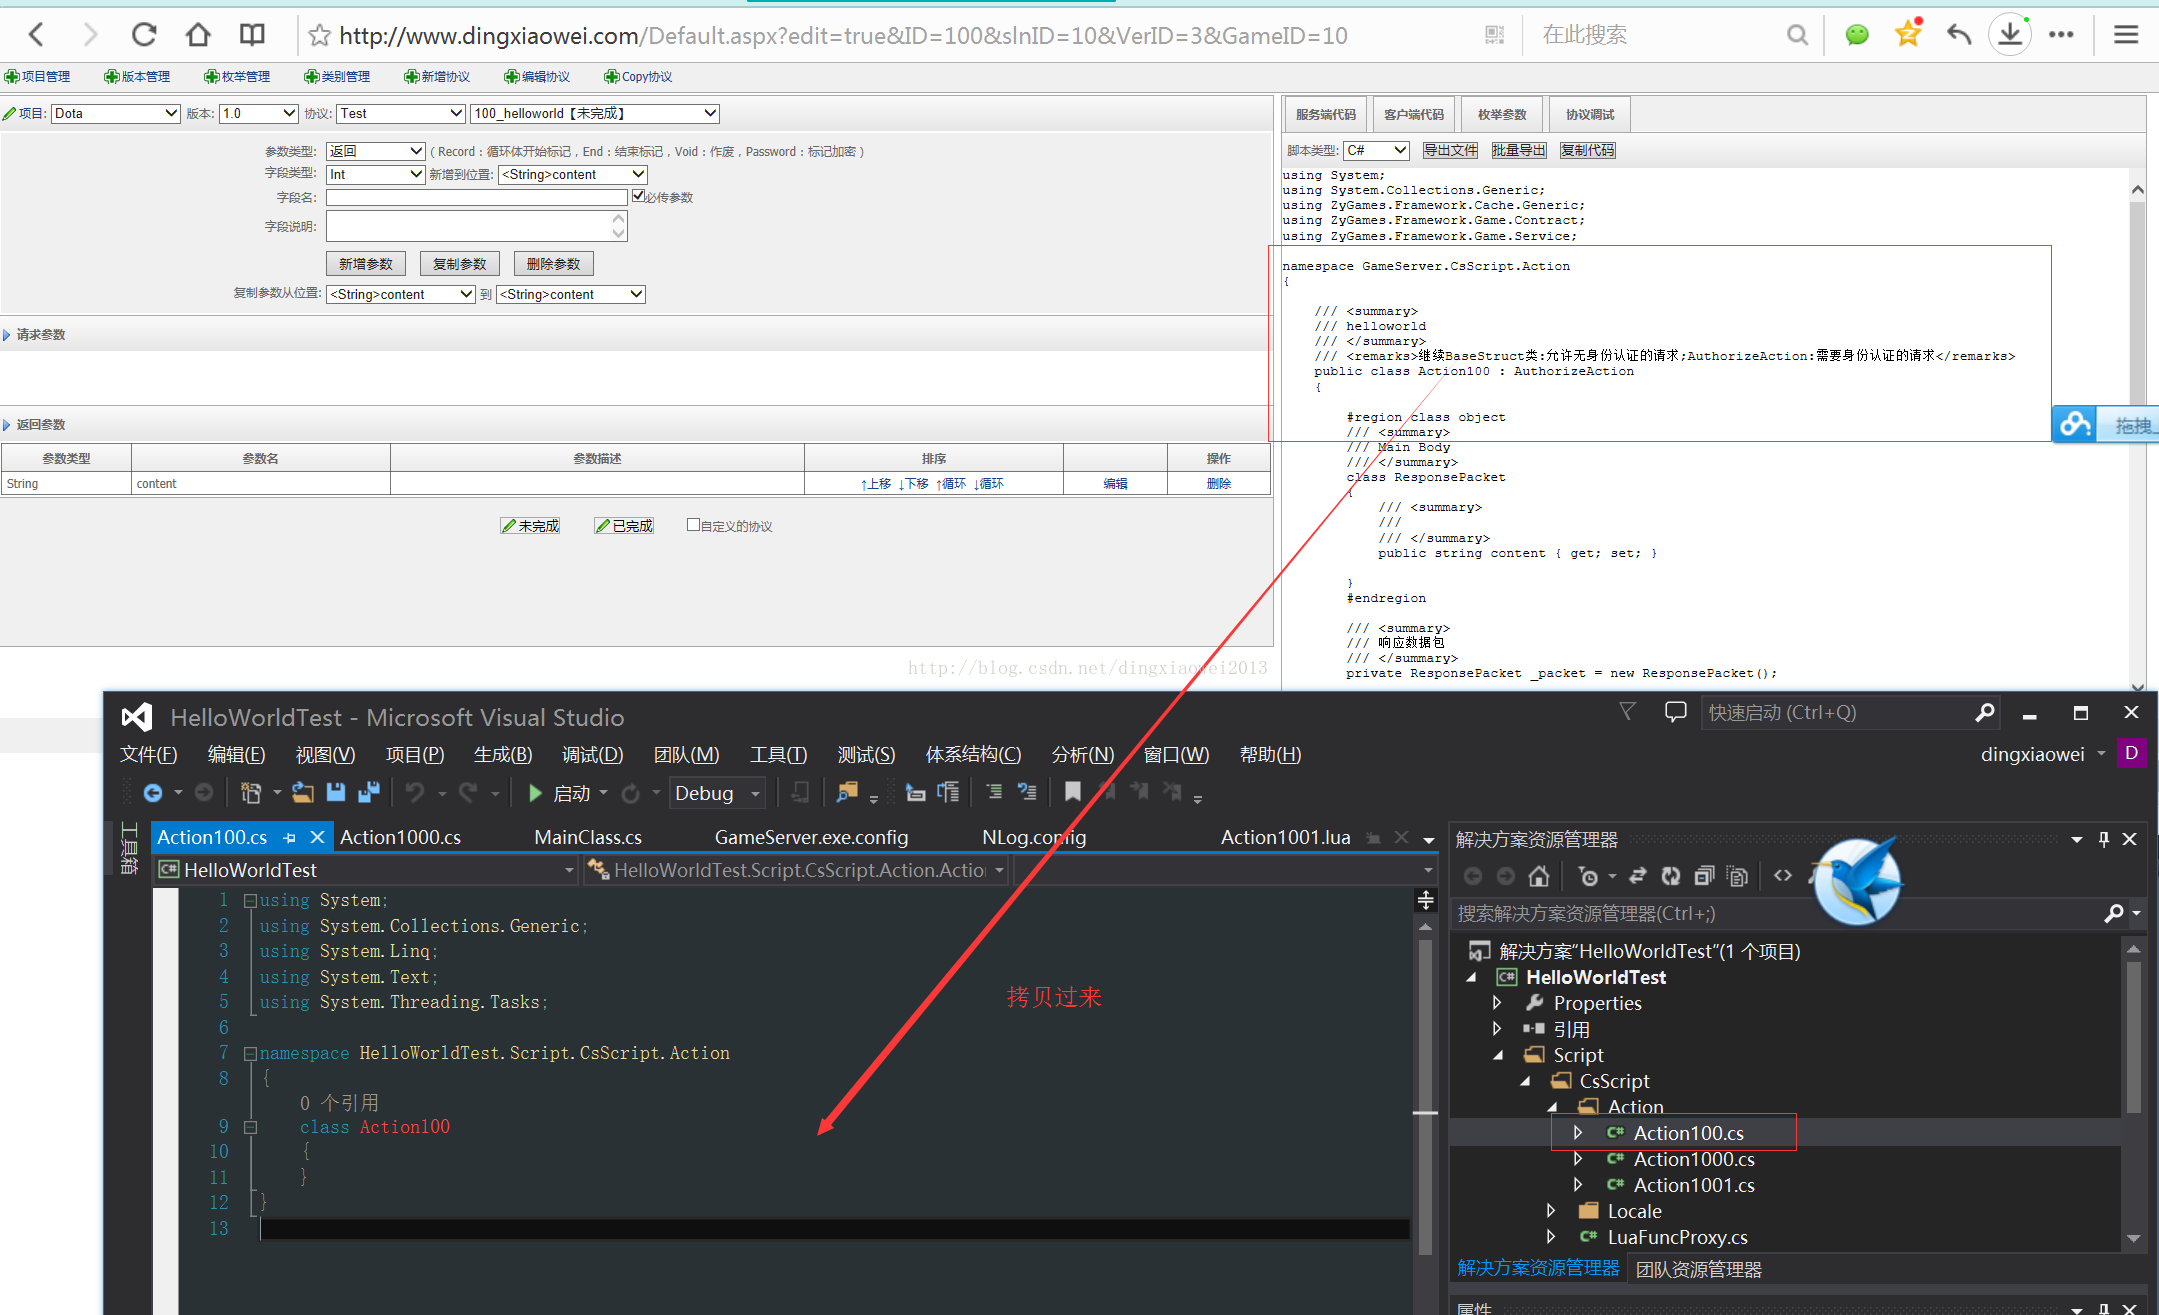 http://www.dingxiaowei.com/Default.aspx?edit=true&ID=100&slnID=10&VerID=3&GameID=10
在此搜索
项目管理 版本管理 枚举管理 类别管理 新增协议 编辑协议 Copy协议
项目: Dota 版本: 1.0 协议: Test 100_helloworld【未完成】
参数类型: 返回 ( Record：循环体开始标记，End：结束标记，Void：作废，Password：标记加密 )
字段类型: Int 新增到位置: <String>content
字段名: 必传参数
字段说明:
新增参数 复制参数 删除参数
复制参数从位置: <String>content 到 <String>content
请求参数
返回参数
参数类型 参数名 参数描述 排序 操作
String content ↑上移 ↓下移 ↑循环 ↓循环 编辑 删除
未完成 已完成 自定义的协议
服务端代码 客户端代码 枚举参数 协议调试
脚本类型: C# 导出文件 批量导出 复制代码
using System;
using System.Collections.Generic;
using ZyGames.Framework.Cache.Generic;
using ZyGames.Framework.Game.Contract;
using ZyGames.Framework.Game.Service;
namespace GameServer.CsScript.Action
{
/// <summary>
/// helloworld
/// </summary>
/// <remarks>继续BaseStruct类:允许无身份认证的请求;AuthorizeAction:需要身份认证的请求</remarks>
public class Action100 : AuthorizeAction
{
#region class object
/// <summary>
/// Main Body
/// </summary>
class ResponsePacket
{
/// <summary>
///
/// </summary>
public string content { get; set; }
}
#endregion
/// <summary>
/// 响应数据包
/// </summary>
private ResponsePacket _packet = new ResponsePacket();
拖拽
http://blog.csdn.net/dingxiaowei2013
HelloWorldTest - Microsoft Visual Studio
快速启动 (Ctrl+Q)
文件(F) 编辑(E) 视图(V) 项目(P) 生成(B) 调试(D) 团队(M) 工具(T) 测试(S) 体系结构(C) 分析(N) 窗口(W) 帮助(H)
dingxiaowei D
启动 Debug
工具箱
Action100.cs Action1000.cs MainClass.cs GameServer.exe.config NLog.config Action1001.lua
HelloWorldTest HelloWorldTest.Script.CsScript.Action.Actio
1 using System;
2 using System.Collections.Generic;
3 using System.Linq;
4 using System.Text;
5 using System.Threading.Tasks;
6
7 namespace HelloWorldTest.Script.CsScript.Action
8 {
0 个引用
9 class Action100
10 {
11 }
12 }
13
拷贝过来
解决方案资源管理器
搜索解决方案资源管理器(Ctrl+;)
解决方案"HelloWorldTest"(1 个项目)
HelloWorldTest
Properties
引用
Script
CsScript
Action
Action100.cs
Action1000.cs
Action1001.cs
Locale
LuaFuncProxy.cs
解决方案资源管理器 团队资源管理器
属性